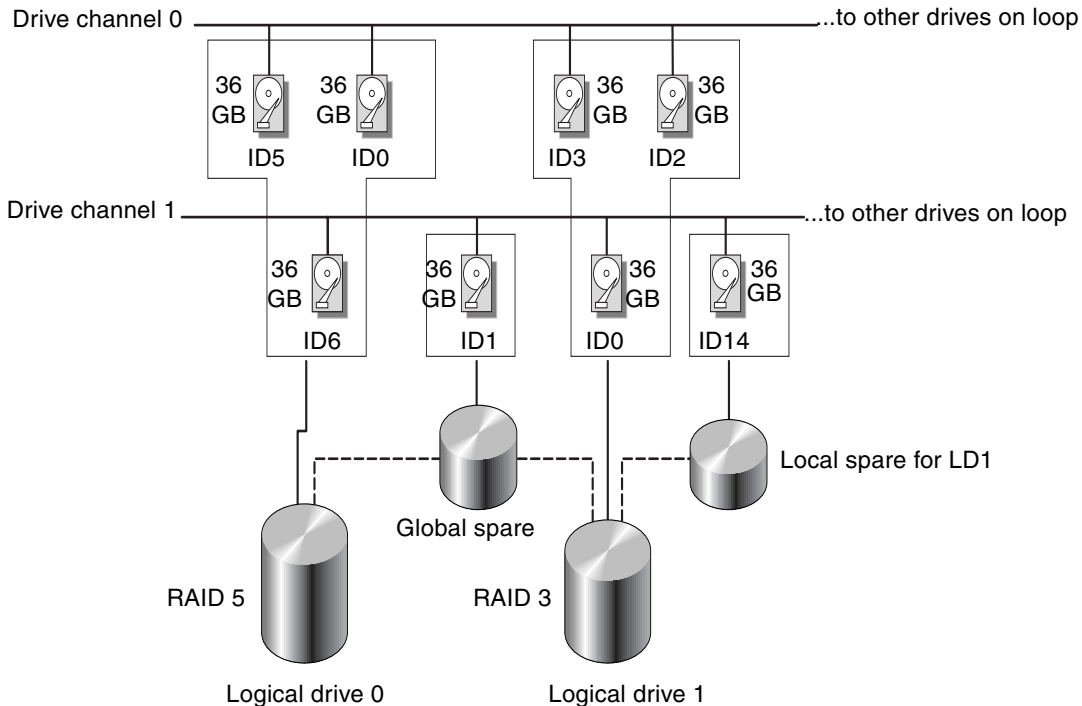 Drive channel 0
...to other drives on loop
36
GB
36
GB
36
GB
36
GB
ID5
ID0
ID3
ID2
Drive channel 1
...to other drives on loop
36
GB
36
GB
36
GB
36
GB
ID6
ID1
ID0
ID14
Local spare for LD1
Global spare
RAID 5
RAID 3
Logical drive 0
Logical drive 1